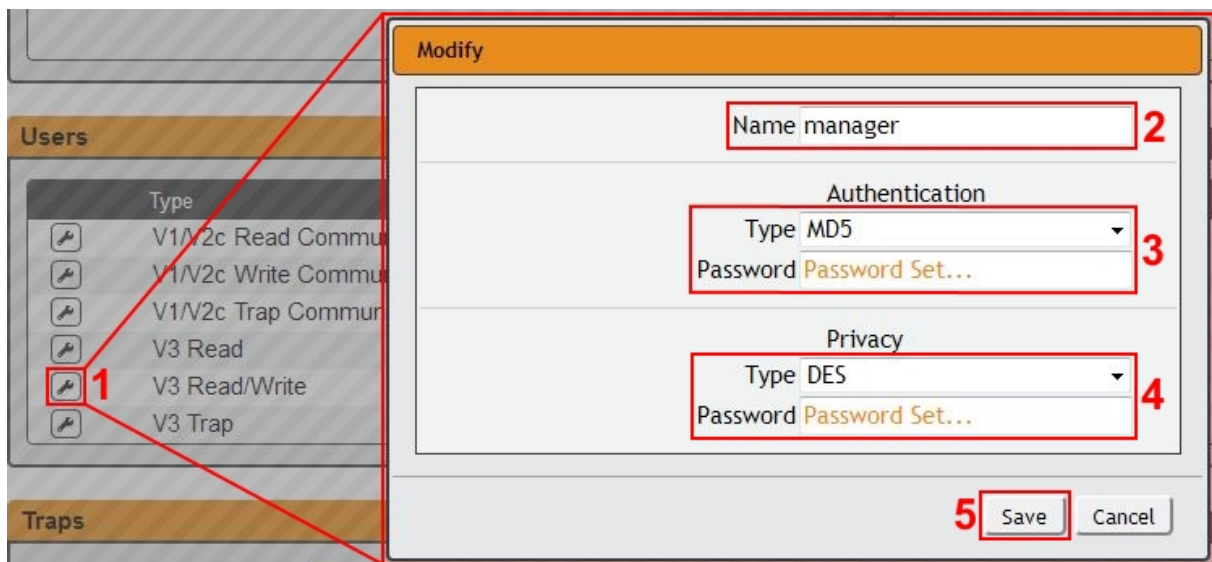 Modify
Name manager 2
Authentication
Type MD5
Password Password Set...
3
Privacy
Type DES
Password Password Set...
4
5 Save Cancel
Users
Type
V1/V2c Read Commu
V1/V2c Write Commu
V1/V2c Trap Commun
V3 Read
1 V3 Read/Write
V3 Trap
Traps